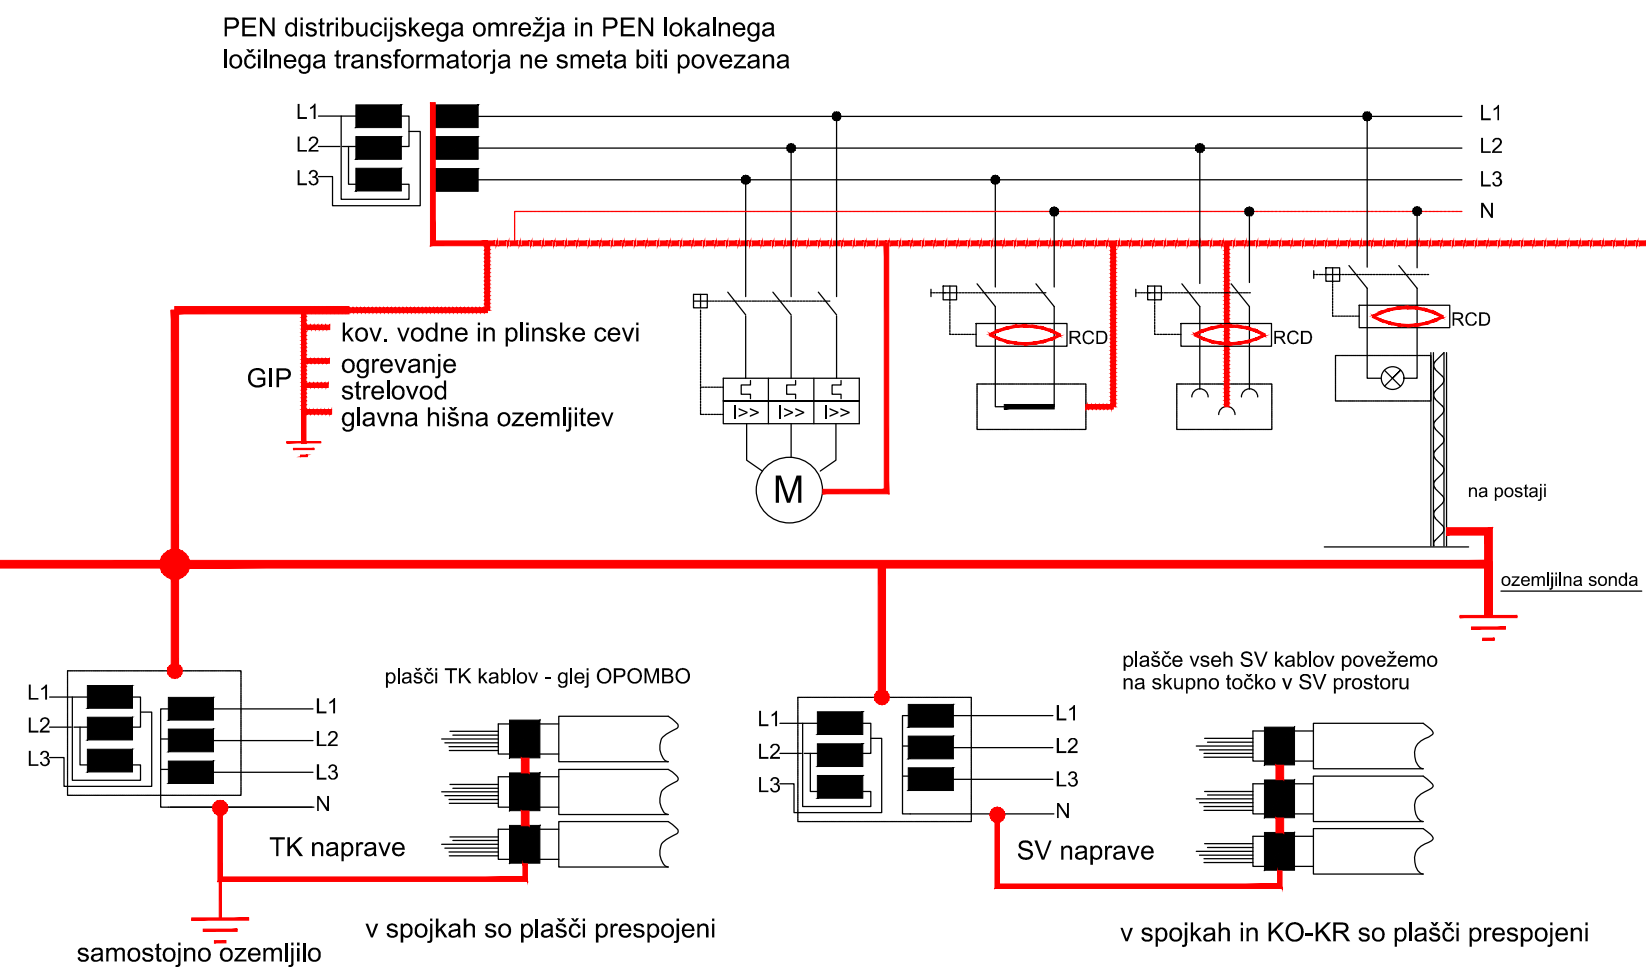 PEN distribucijskega omrežja in PEN lokalnega
ločilnega transformatorja ne smeta biti povezana
L1
L2
L3
L1
L2
L3
N
kov. vodne in plinske cevi
ogrevanje
GIP
strelovod
glavna hišna ozemljitev
RCD
RCD
RCD
I>>
I>>
I>>
M
na postaji
ozemljilna sonda
plašči TK kablov - glej OPOMBO
plašče vseh SV kablov povežemo
na skupno točko v SV prostoru
L1
L2
L3
L1
L2
L3
N
TK naprave
L1
L2
L3
L1
L2
L3
N
SV naprave
v spojkah so plašči prespojeni
samostojno ozemljilo
v spojkah in KO-KR so plašči prespojeni